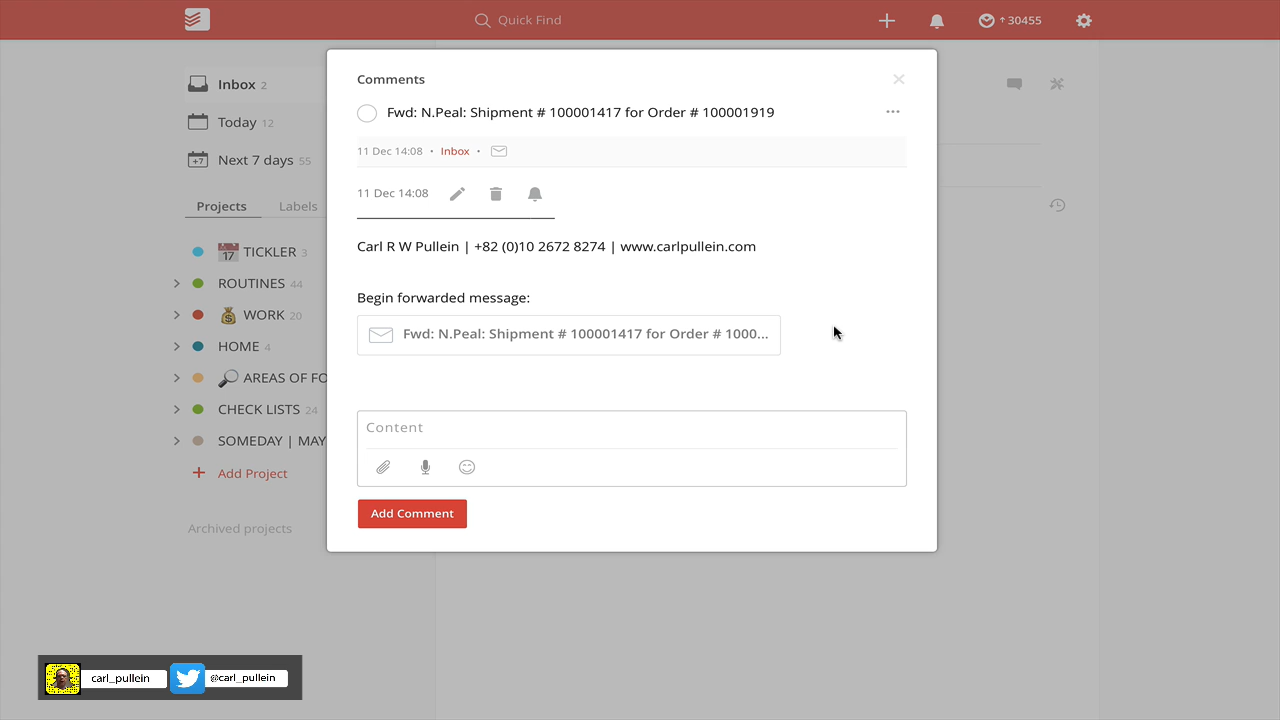 Quick Find
↑ 30455
Inbox 2
Today 12
+7 Next 7 days 55
Projects Labels
17 TICKLER 3
ROUTINES 44
WORK 20
HOME 4
AREAS OF FO
CHECK LISTS 24
SOMEDAY | MAY
+ Add Project
Archived projects
Comments
Fwd: N.Peal: Shipment # 100001417 for Order # 100001919
11 Dec 14:08 • Inbox •
11 Dec 14:08
Carl R W Pullein | +82 (0)10 2672 8274 | www.carlpullein.com
Begin forwarded message:
Fwd: N.Peal: Shipment # 100001417 for Order # 1000...
Content
Add Comment
carl_pullein
@carl_pullein